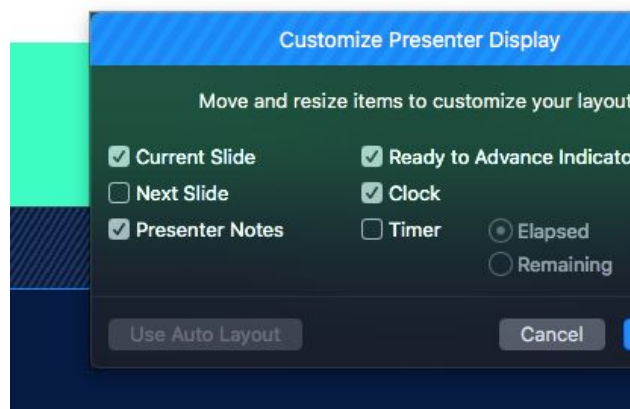 Customize Presenter Display
Move and resize items to customize your layout
Current Slide
Ready to Advance Indicato
Next Slide
Clock
Presenter Notes
Timer
Elapsed
Remaining
Use Auto Layout
Cancel